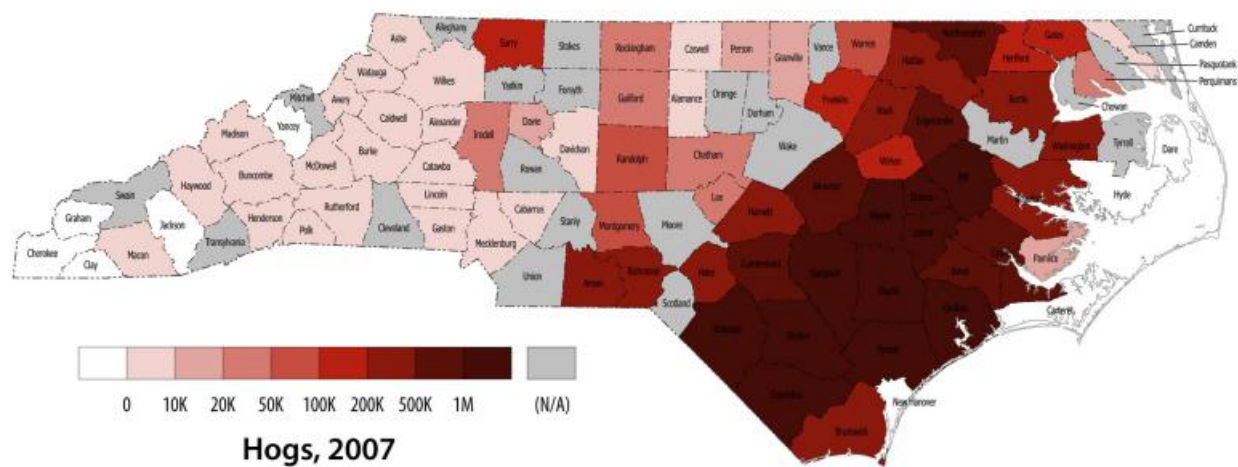 Ashe
Alleghany
Surry
Stokes
Rockingham
Caswell
Person
Granville
Vance
Warren
Northampton
Gates
Currituck
Camden
Pasquotank
Perquimans
Chowan
Hertford
Halifax
Bertie
Watauga
Wilkes
Yadkin
Forsyth
Guilford
Alamance
Orange
Durham
Franklin
Nash
Edgecombe
Martin
Washington
Tyrrell
Dare
Mitchell
Avery
Yancey
Caldwell
Alexander
Iredell
Davie
Davidson
Randolph
Chatham
Wake
Wilson
Pitt
Hyde
Madison
Burke
McDowell
Catawba
Rowan
Buncombe
Haywood
Swain
Graham
Jackson
Cherokee
Clay
Macon
Transylvania
Henderson
Polk
Rutherford
Cleveland
Lincoln
Gaston
Mecklenburg
Cabarrus
Stanly
Montgomery
Moore
Lee
Harnett
Johnston
Wayne
Greene
Pamlico
Union
Anson
Richmond
Scotland
Hoke
Cumberland
Sampson
Duplin
Jones
Carteret
Robeson
Bladen
Pender
Columbus
Brunswick
New Hanover
0 10K 20K 50K 100K 200K 500K 1M (N/A)
Hogs, 2007